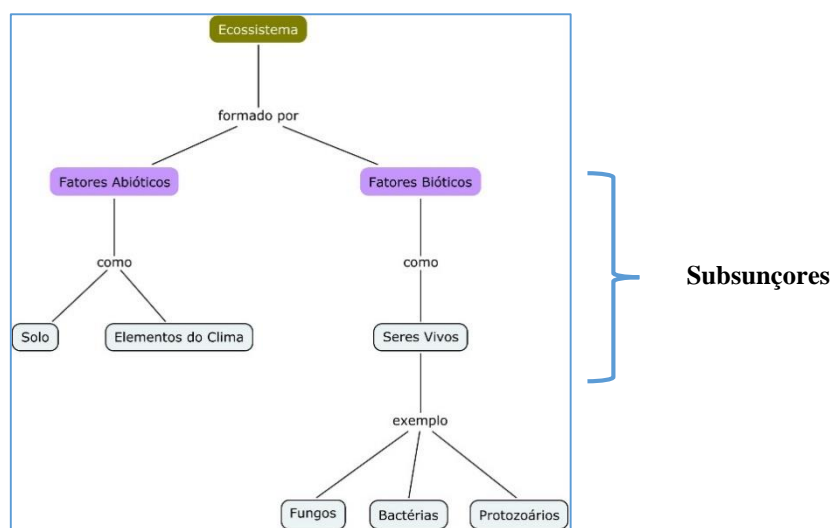 Ecossistema
formado por
Fatores Abióticos Fatores Bióticos
como como
Subsunçores
Solo Elementos do Clima Seres Vivos
exemplo
Fungos Bactérias Protozoários